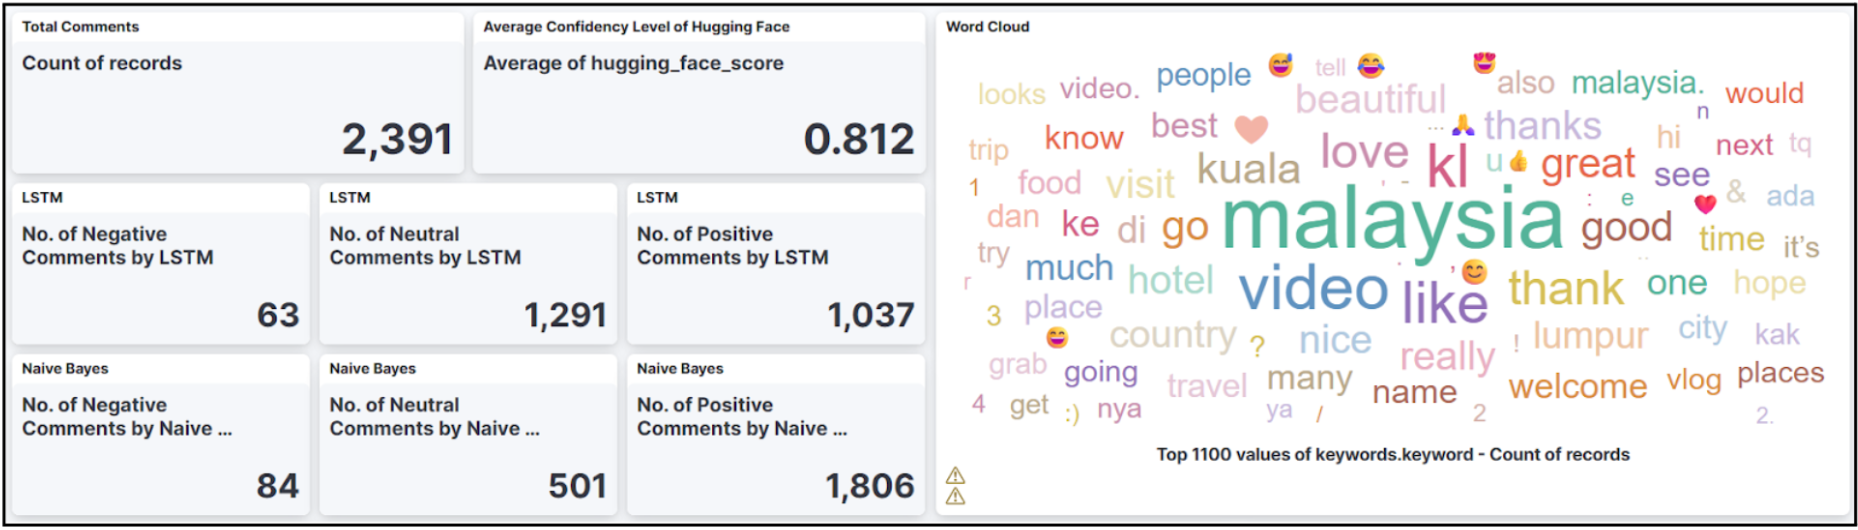 Total Comments
Count of records
2,391
Average Confidency Level of Hugging Face
Average of hugging_face_score
0.812
LSTM
No. of Negative
Comments by LSTM
63
LSTM
No. of Neutral
Comments by LSTM
1,291
LSTM
No. of Positive
Comments by LSTM
1,037
Naive Bayes
No. of Negative
Comments by Naive ...
84
Naive Bayes
No. of Neutral
Comments by Naive ...
501
Naive Bayes
No. of Positive
Comments by Naive ...
1,806
Word Cloud
looks video. people 😅 tell 😂 😍 also malaysia. would
beautiful n
trip know best ... 🙏 thanks hi next tq
1 food visit kuala love kl u 👍 great see & ada
dan ke di go malaysia : e good ❤️ time it's
try much hotel video , 😊 like thank one hope
r 3 place
😄 country ? nice really ! lumpur city kak
grab going travel many name welcome vlog places
4 get :) nya ya / 2 2.
Top 1100 values of keywords.keyword - Count of records